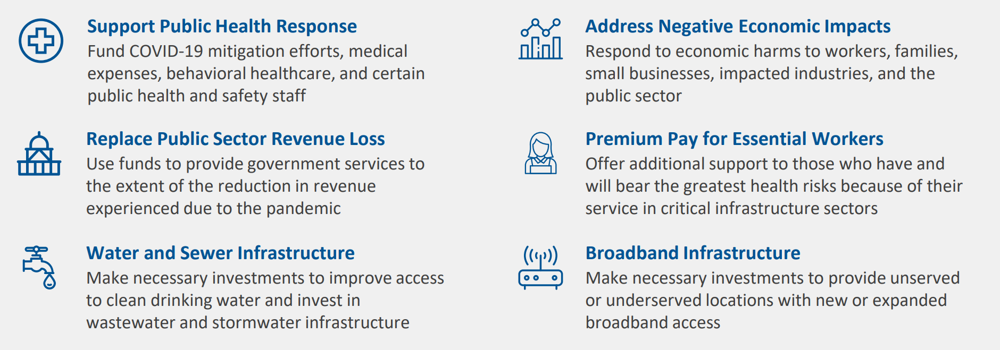 Support Public Health Response
Fund COVID-19 mitigation efforts, medical
expenses, behavioral healthcare, and certain
public health and safety staff
Address Negative Economic Impacts
Respond to economic harms to workers, families,
small businesses, impacted industries, and the
public sector
Replace Public Sector Revenue Loss
Use funds to provide government services to
the extent of the reduction in revenue
experienced due to the pandemic
Premium Pay for Essential Workers
Offer additional support to those who have and
will bear the greatest health risks because of their
service in critical infrastructure sectors
Water and Sewer Infrastructure
Make necessary investments to improve access
to clean drinking water and invest in
wastewater and stormwater infrastructure
Broadband Infrastructure
Make necessary investments to provide unserved
or underserved locations with new or expanded
broadband access